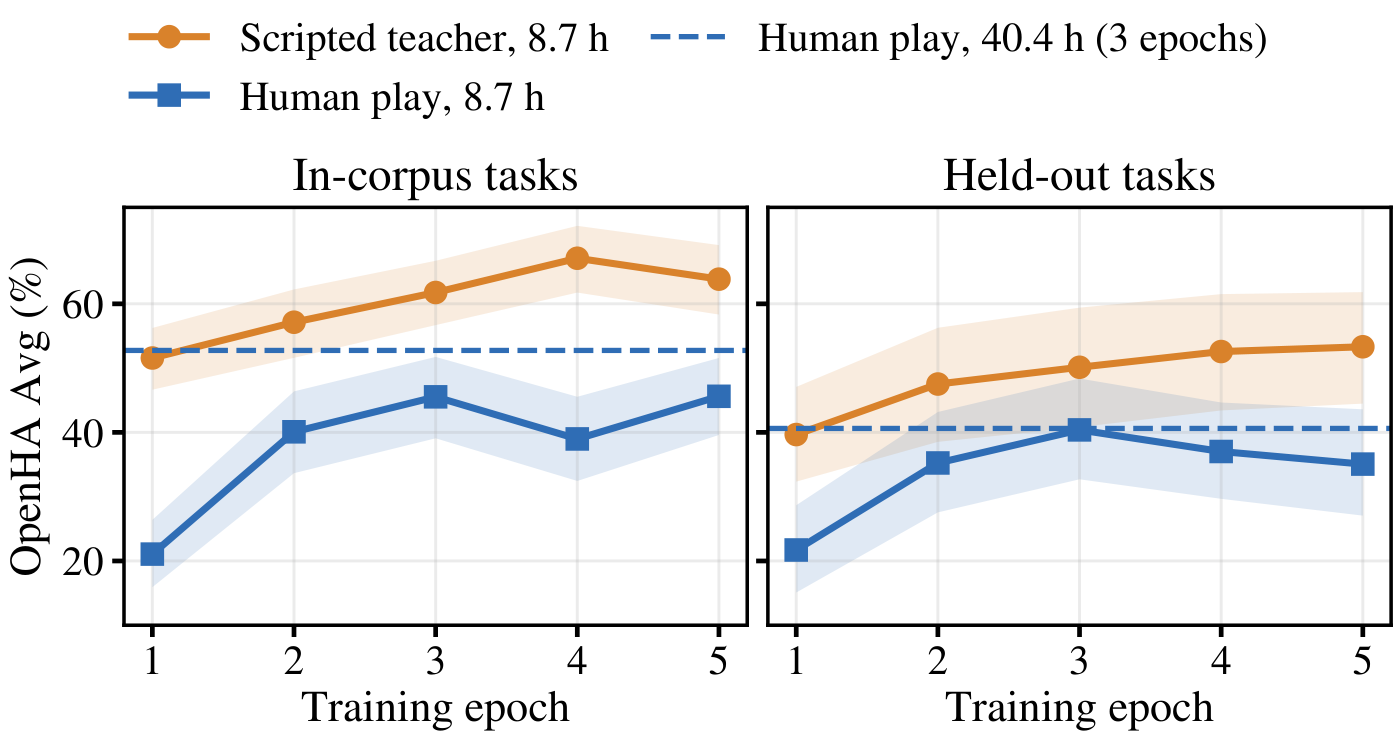 Scripted teacher, 8.7 h
Human play, 40.4 h (3 epochs)
Human play, 8.7 h
In-corpus tasks
Held-out tasks
OpenHA Avg (%)
60
40
20
1 2 3 4 5
1 2 3 4 5
Training epoch
Training epoch